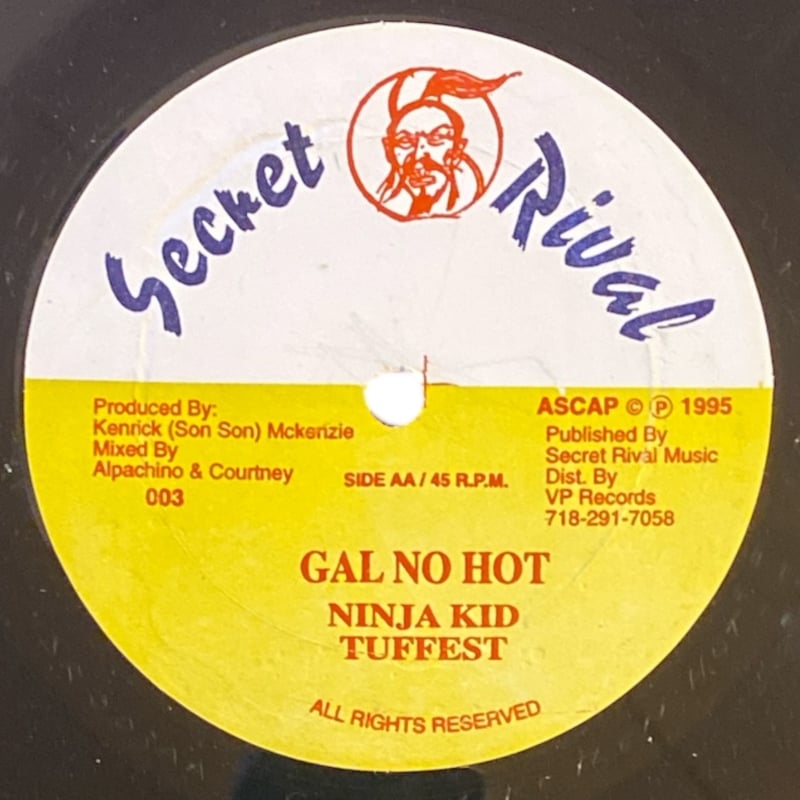 Secret Rival
Produced By:
Kenrick (Son Son) Mckenzie
Mixed By
Alpachino & Courtney
003
SIDE AA / 45 R.P.M.
ASCAP © ℗ 1995
Published By
Secret Rival Music
Dist. By
VP Records
718-291-7058
GAL NO HOT
NINJA KID
TUFFEST
ALL RIGHTS RESERVED